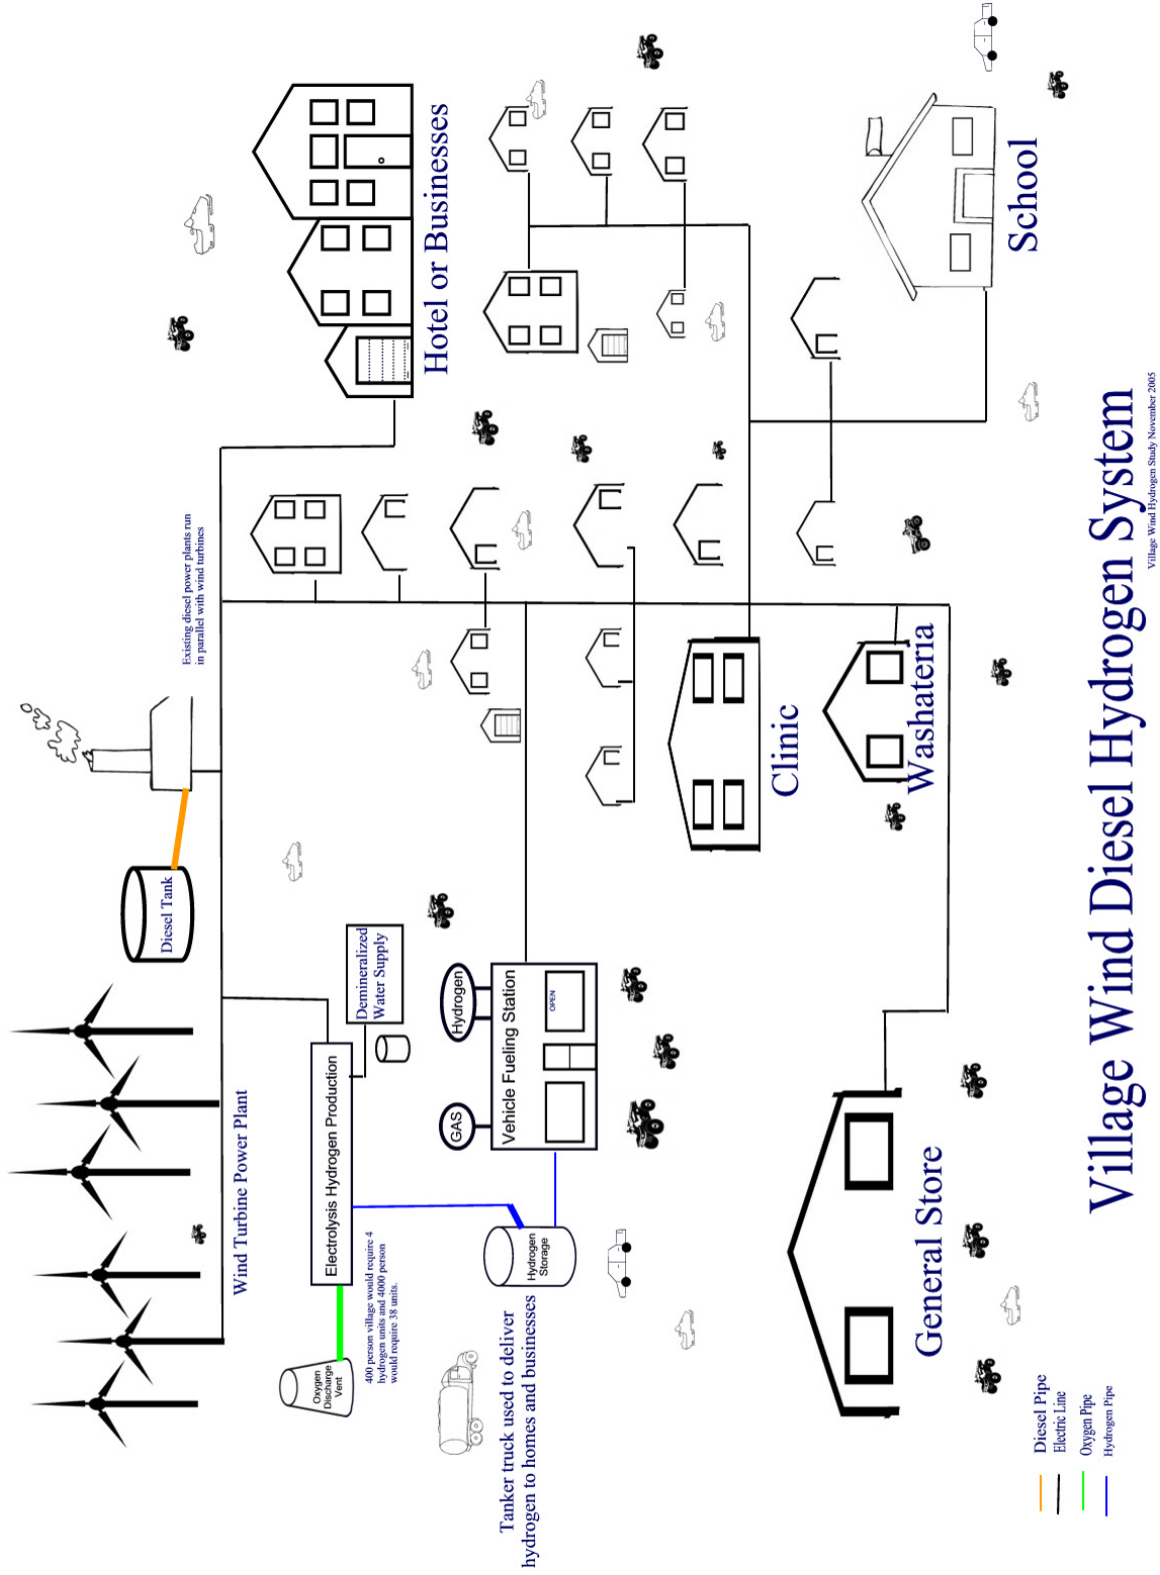 Existing diesel power plants run
in parallel with wind turbines
Diesel Tank
Wind Turbine Power Plant
Hotel or Businesses
Demineralized
Water Supply
Electrolysis Hydrogen Production
Oxygen
Discharge
Vent
400 person village would require 4
hydrogen units and 4000 person
would require 38 units.
GAS
Hydrogen
Vehicle Fueling Station
OPEN
Hydrogen
Storage
Tanker truck used to deliver
hydrogen to homes and businesses
Clinic
Washateria
School
General Store
Diesel Pipe
Electric Line
Oxygen Pipe
Hydrogen Pipe
Village Wind Diesel Hydrogen System
Village Wind Hydrogen Study November 2005